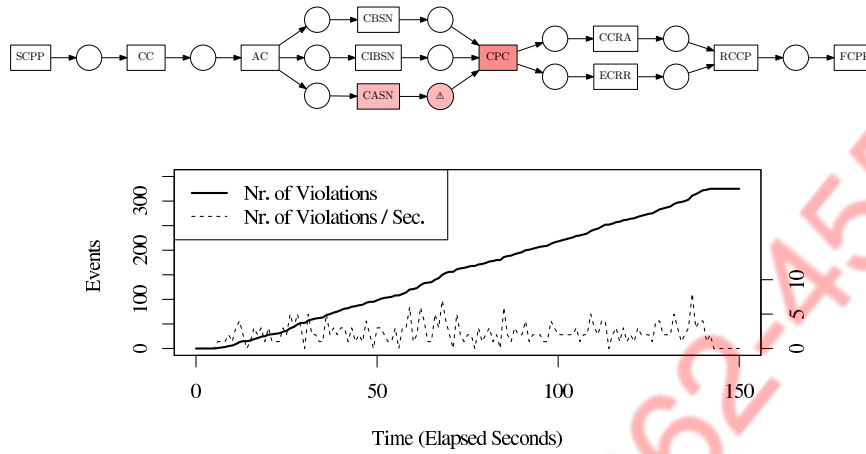 CBSN
CCRA
SCPP CC AC CIBSN CPC RCCP FCPP
ECRR
CASN ⚠
Nr. of Violations
Nr. of Violations / Sec.
Events
0 100 200 300
0 5 10
0 50 100 150
Time (Elapsed Seconds)